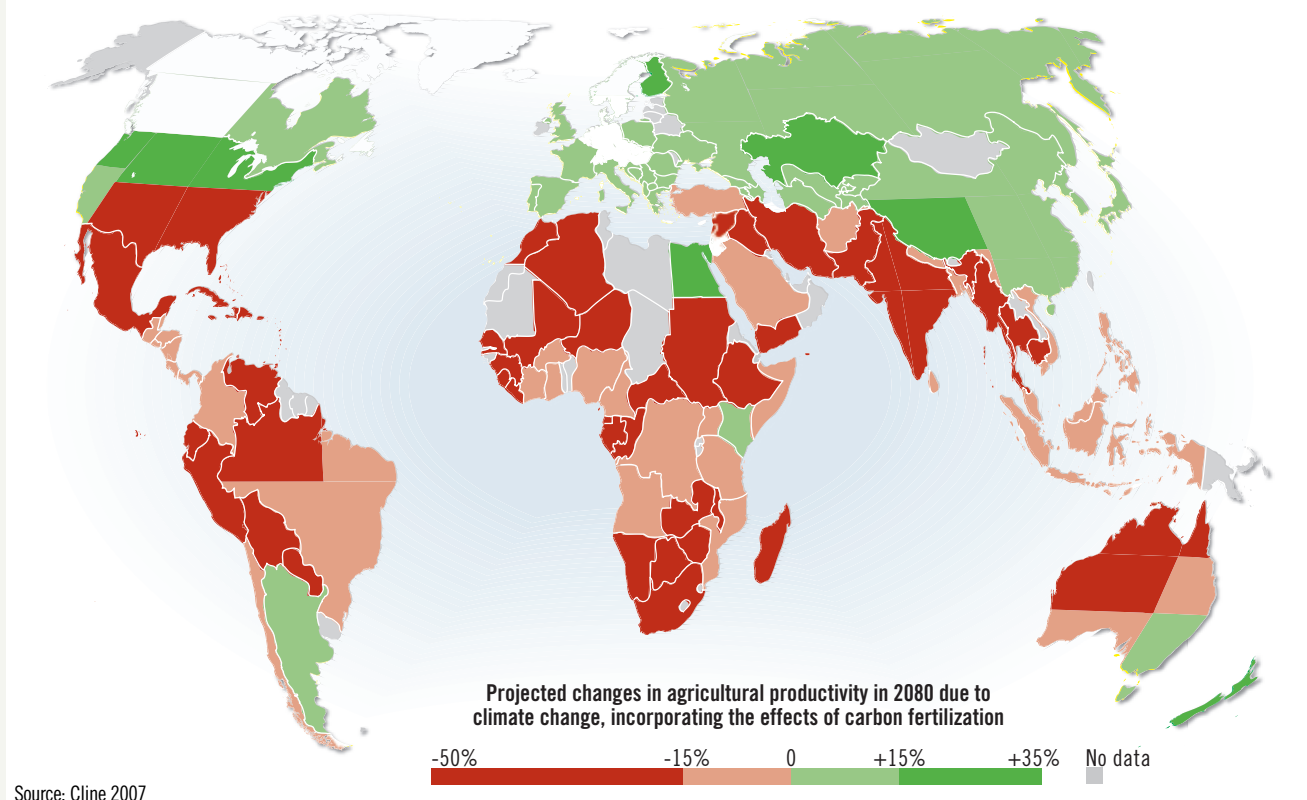 Projected changes in agricultural productivity in 2080 due to
climate change, incorporating the effects of carbon fertilization
-50% -15% 0 +15% +35% No data
Source: Cline 2007